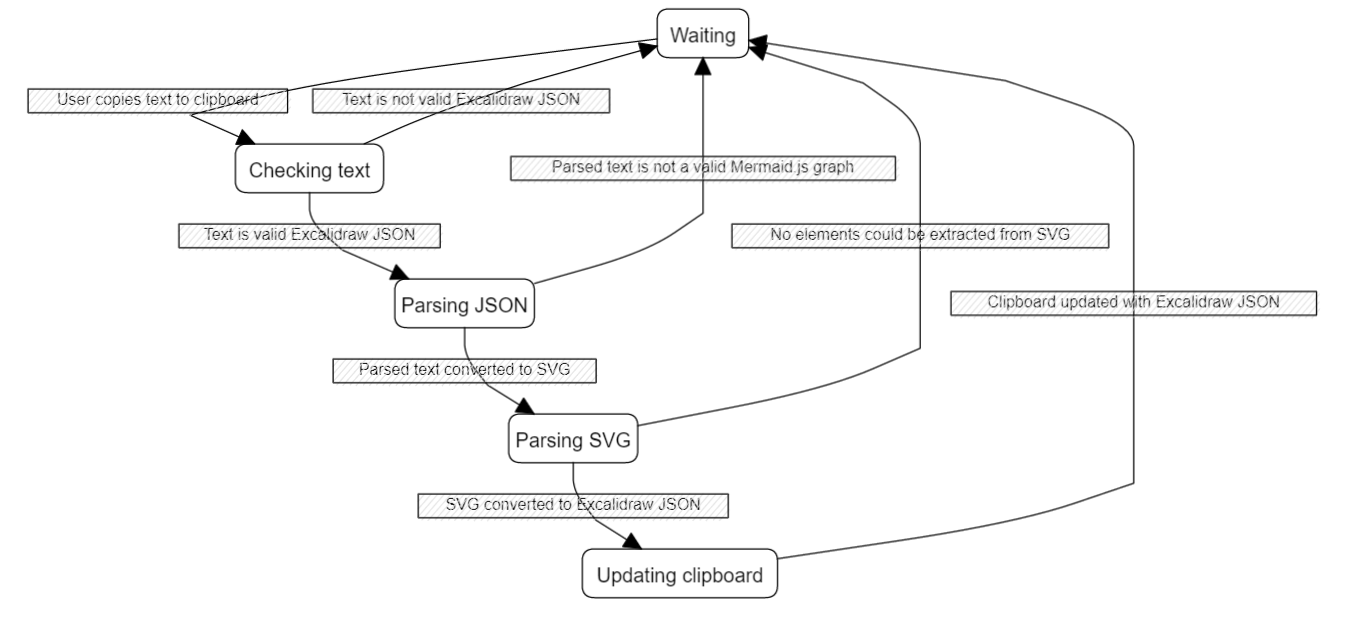 Waiting
User copies text to clipboard
Text is not valid Excalidraw JSON
Checking text
Parsed text is not a valid Mermaid.js graph
Text is valid Excalidraw JSON
No elements could be extracted from SVG
Parsing JSON
Clipboard updated with Excalidraw JSON
Parsed text converted to SVG
Parsing SVG
SVG converted to Excalidraw JSON
Updating clipboard